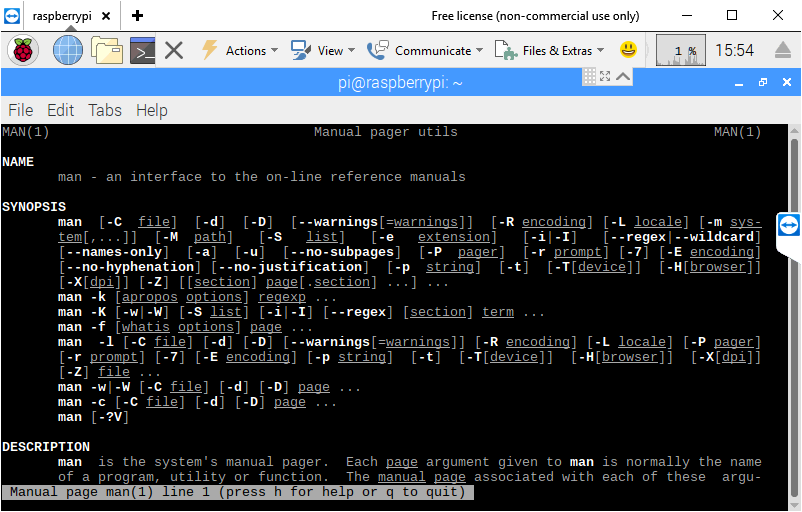 raspberrypi
Free license (non-commercial use only)
Actions View Communicate Files & Extras 1 % 15:54
pi@raspberrypi: ~
File Edit Tabs Help
MAN(1) Manual pager utils MAN(1)
NAME
man - an interface to the on-line reference manuals
SYNOPSIS
man [-C file] [-d] [-D] [--warnings[=warnings]] [-R encoding] [-L locale] [-m sys-
tem[,...]] [-M path] [-S list] [-e extension] [-i|-I] [--regex|--wildcard]
[--names-only] [-a] [-u] [--no-subpages] [-P pager] [-r prompt] [-7] [-E encoding]
[--no-hyphenation] [--no-justification] [-p string] [-t] [-T[device]] [-H[browser]]
[-X[dpi]] [-Z] [[section] page[.section] ...] ...
man -k [apropos options] regexp ...
man -K [-w|-W] [-S list] [-i|-I] [--regex] [section] term ...
man -f [whatis options] page ...
man -l [-C file] [-d] [-D] [--warnings[=warnings]] [-R encoding] [-L locale] [-P pager]
[-r prompt] [-7] [-E encoding] [-p string] [-t] [-T[device]] [-H[browser]] [-X[dpi]]
[-Z] file ...
man -w|-W [-C file] [-d] [-D] page ...
man -c [-C file] [-d] [-D] page ...
man [-?V]
DESCRIPTION
man is the system's manual pager. Each page argument given to man is normally the name
of a program, utility or function. The manual page associated with each of these argu-
Manual page man(1) line 1 (press h for help or q to quit)